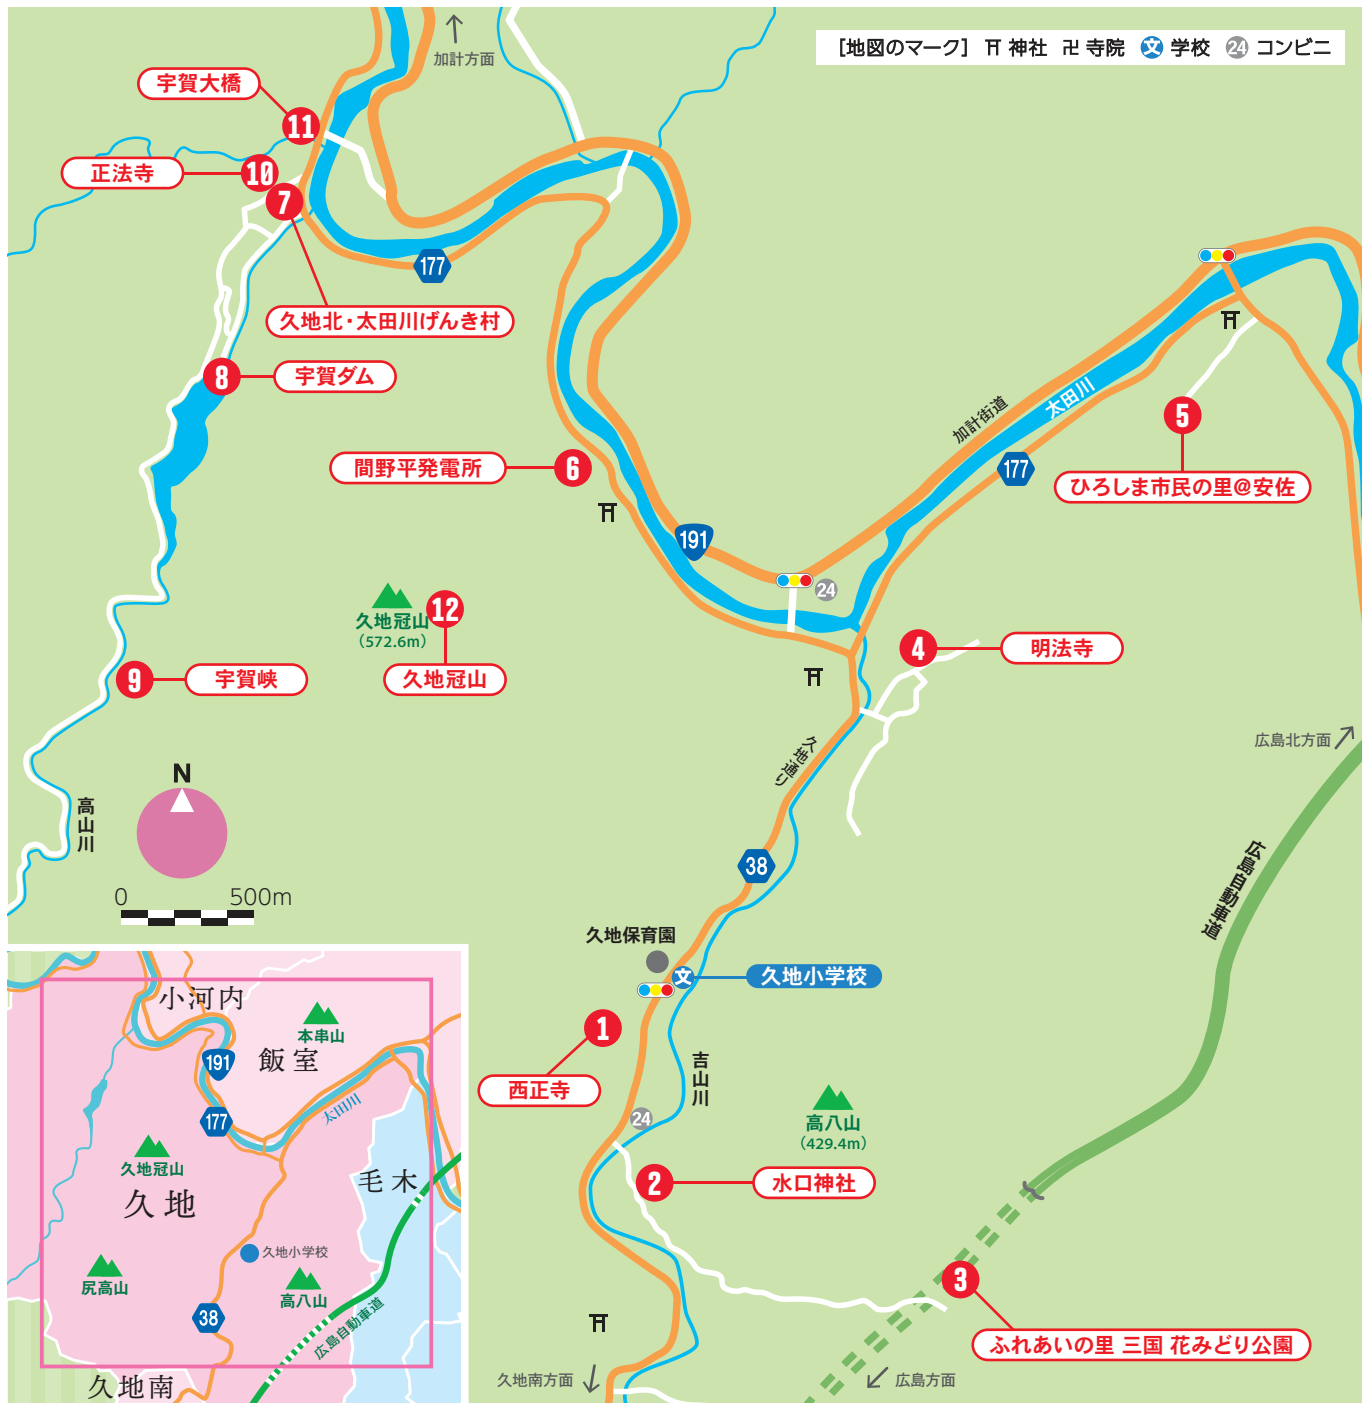 加計方面
［地図のマーク］ 神社 卍 寺院 文 学校 24 コンビニ
宇賀大橋
11
正法寺
10
7
177
久地北・太田川げんき村
8
宇賀ダム
加計街道
太田川
5
177
ひろしま市民の里@安佐
間野平発電所
6
191
24
久地冠山
(572.6m)
12
久地冠山
4
明法寺
9
宇賀峡
久地通り
広島北方面
N
高山川
0 500m
38
広島自動車道
久地保育園
文
久地小学校
1
西正寺
吉山川
24
高八山
(429.4m)
2
水口神社
3
ふれあいの里 三国 花みどり公園
久地南方面
広島方面
小河内
本串山
191
飯室
177
太田川
久地冠山
毛木
久地
久地小学校
尻高山
高八山
38
広島自動車道
久地南